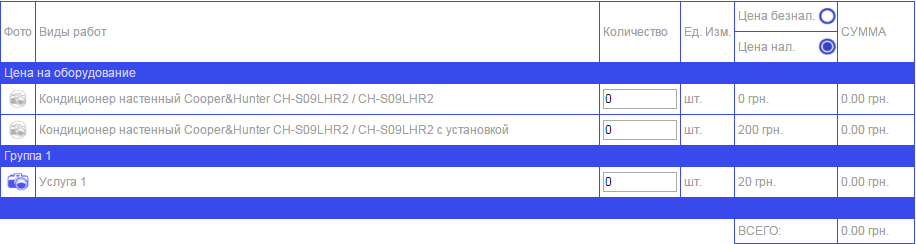 Фото Виды работ Количество Ед. Изм. Цена безнал. СУММА
Цена нал.
Цена на оборудование
Кондиционер настенный Cooper&Hunter CH-S09LHR2 / CH-S09LHR2 0 шт. 0 грн. 0.00 грн.
Кондиционер настенный Cooper&Hunter CH-S09LHR2 / CH-S09LHR2 с установкой 0 шт. 200 грн. 0.00 грн.
Группа 1
Услуга 1 0 шт. 20 грн. 0.00 грн.
ВСЕГО: 0.00 грн.